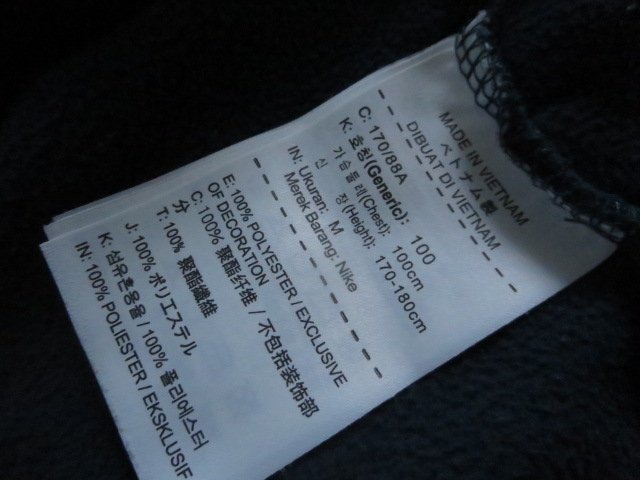 MADE IN VIETNAM
ベトナム製
DIBUAT DI VIETNAM
C: 170/88A
K: 호칭(Generic): 100
가슴둘레(Chest): 100cm
신 장(Height): 170-180cm
IN: Ukuran: M
Merek Barang: Nike
E: 100% POLYESTER / EXCLUSIVE
OF DECORATION
C: 100% 聚酯纤维 / 不包括装饰部
分
T: 100% 聚酯纖維
J: 100% ポリエステル
K: 섬유혼용율 / 100% 폴리에스터
IN: 100% POLIESTER / EKSKLUSIF